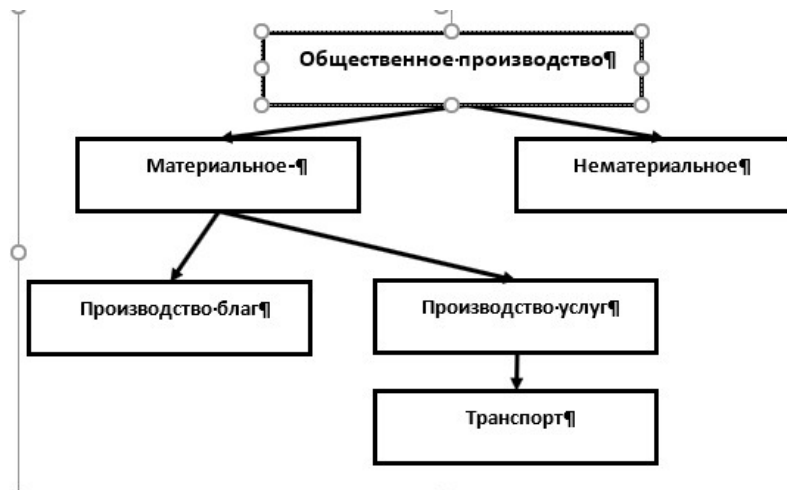 Общественное·производство¶
Материальное·¶
Нематериальное¶
Производство·благ¶
Производство·услуг¶
Транспорт¶